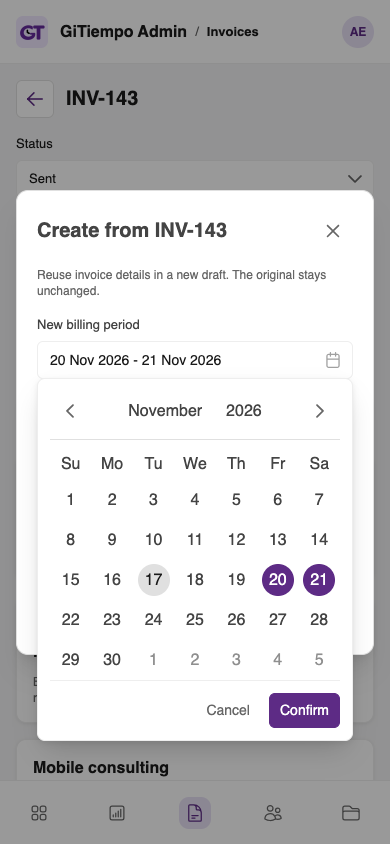 GT GiTiempo Admin / Invoices AE
INV-143
Status
Sent
Create from INV-143
Reuse invoice details in a new draft. The original stays
unchanged.
New billing period
20 Nov 2026 - 21 Nov 2026
November 2026
Su Mo Tu We Th Fr Sa
1 2 3 4 5 6 7
8 9 10 11 12 13 14
15 16 17 18 19 20 21
22 23 24 25 26 27 28
29 30 1 2 3 4 5
Cancel Confirm
Mobile consulting